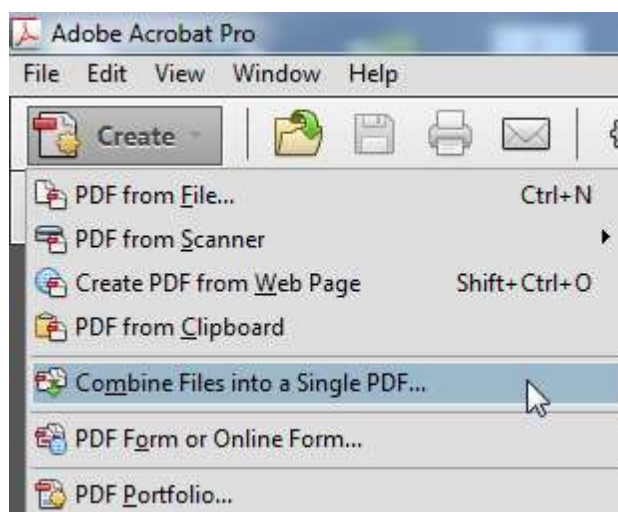 Adobe Acrobat Pro
File Edit View Window Help
Create
PDF from File... Ctrl+N
PDF from Scanner
Create PDF from Web Page Shift+Ctrl+O
PDF from Clipboard
Combine Files into a Single PDF...
PDF Form or Online Form...
PDF Portfolio...